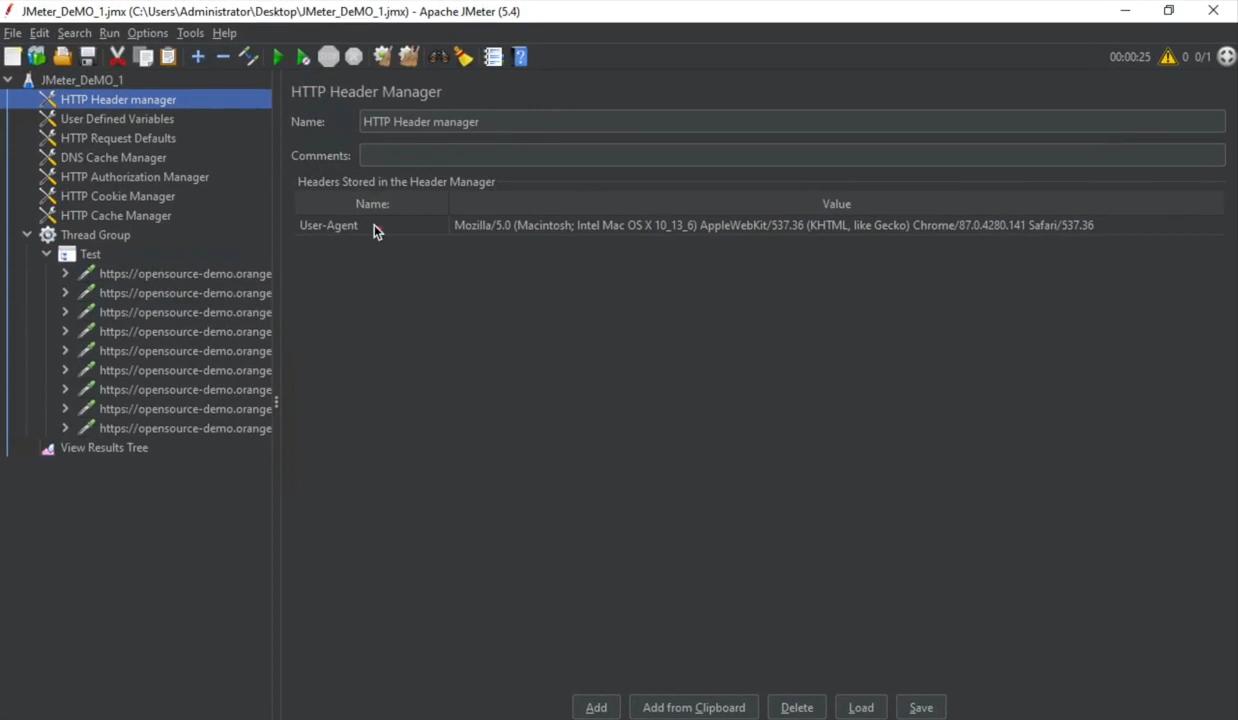 JMeter_DeMO_1.jmx (C:\Users\Administrator\Desktop\JMeter_DeMO_1.jmx) - Apache JMeter (5.4)
File Edit Search Run Options Tools Help
00:00:25 0 0/1
JMeter_DeMO_1
HTTP Header manager
User Defined Variables
HTTP Request Defaults
DNS Cache Manager
HTTP Authorization Manager
HTTP Cookie Manager
HTTP Cache Manager
Thread Group
Test
https://opensource-demo.orange
https://opensource-demo.orange
https://opensource-demo.orange
https://opensource-demo.orange
https://opensource-demo.orange
https://opensource-demo.orange
https://opensource-demo.orange
https://opensource-demo.orange
https://opensource-demo.orange
View Results Tree
HTTP Header Manager
Name: HTTP Header manager
Comments:
Headers Stored in the Header Manager
Name: Value
User-Agent Mozilla/5.0 (Macintosh; Intel Mac OS X 10_13_6) AppleWebKit/537.36 (KHTML, like Gecko) Chrome/87.0.4280.141 Safari/537.36
Add Add from Clipboard Delete Load Save